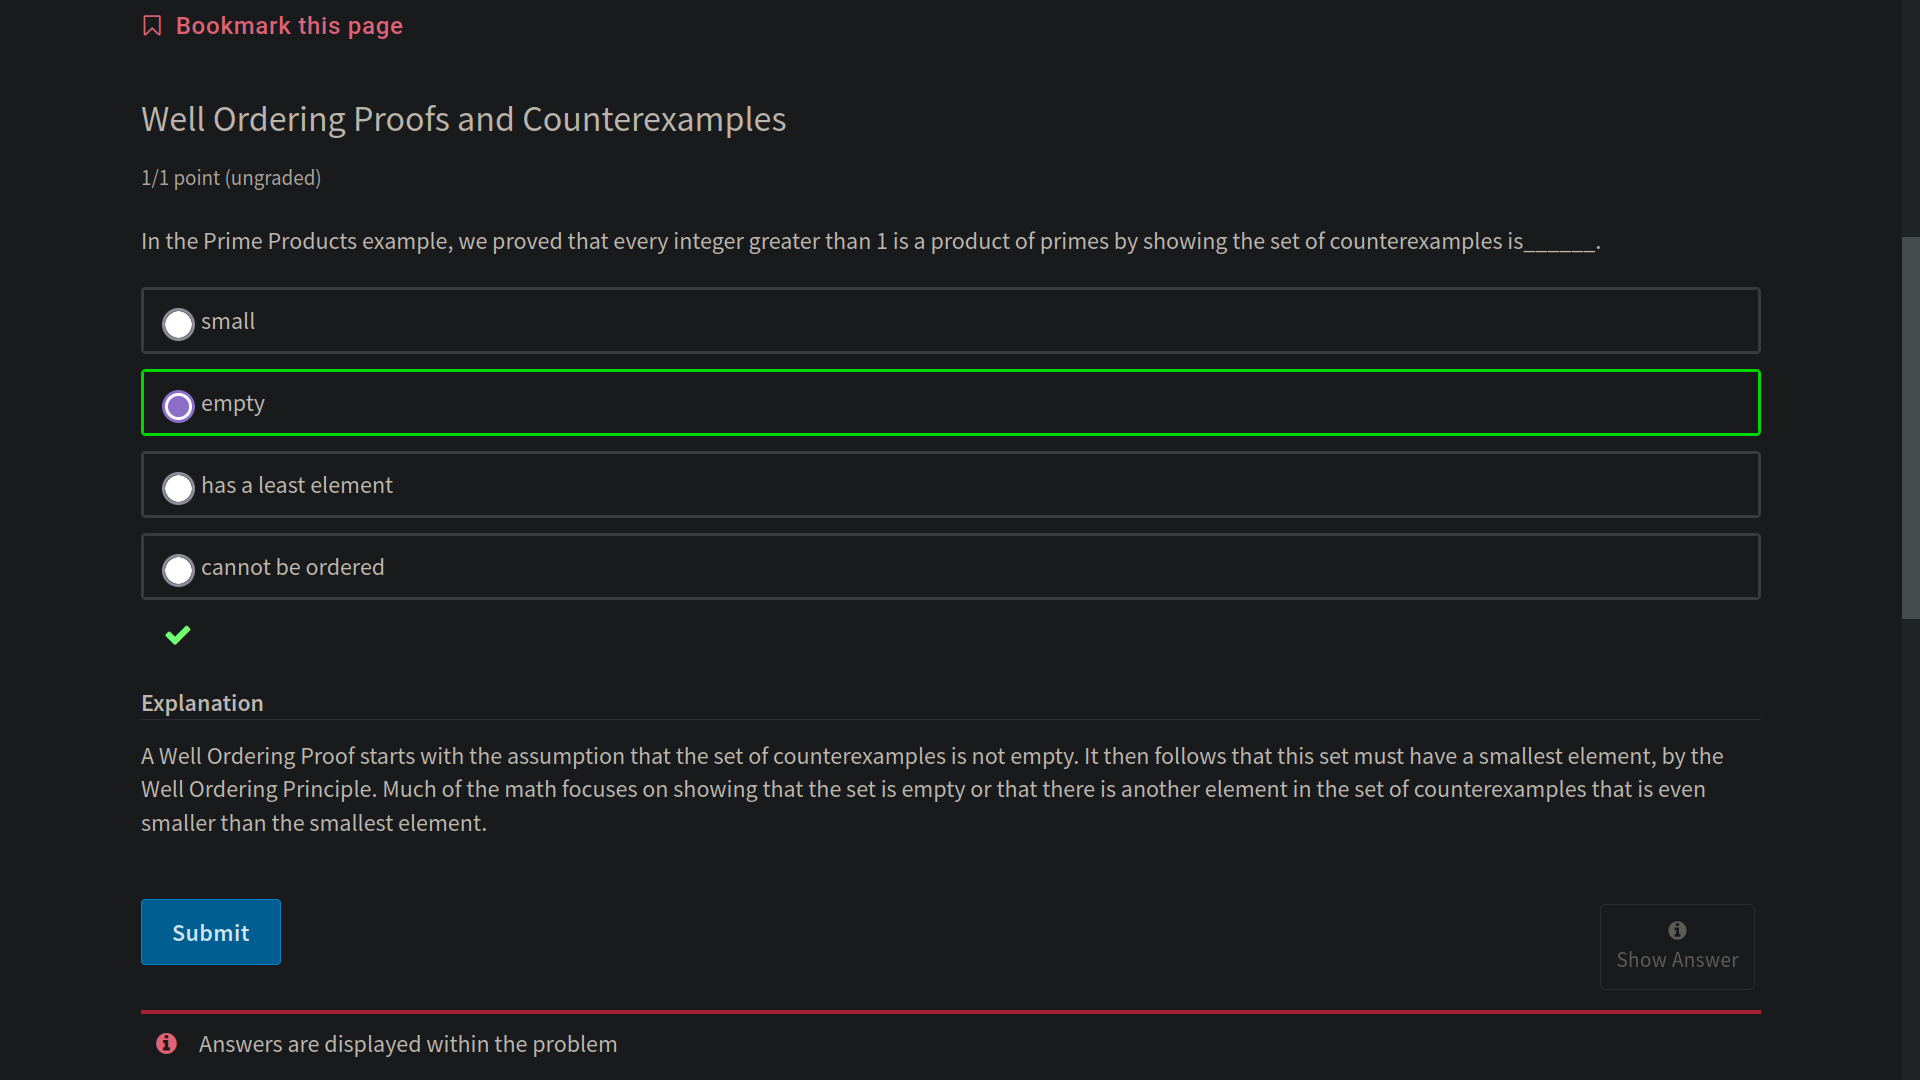 Bookmark this page
Well Ordering Proofs and Counterexamples
1/1 point (ungraded)
In the Prime Products example, we proved that every integer greater than 1 is a product of primes by showing the set of counterexamples is______.
small
empty
has a least element
cannot be ordered
Explanation
A Well Ordering Proof starts with the assumption that the set of counterexamples is not empty. It then follows that this set must have a smallest element, by the
Well Ordering Principle. Much of the math focuses on showing that the set is empty or that there is another element in the set of counterexamples that is even
smaller than the smallest element.
Submit
Show Answer
Answers are displayed within the problem